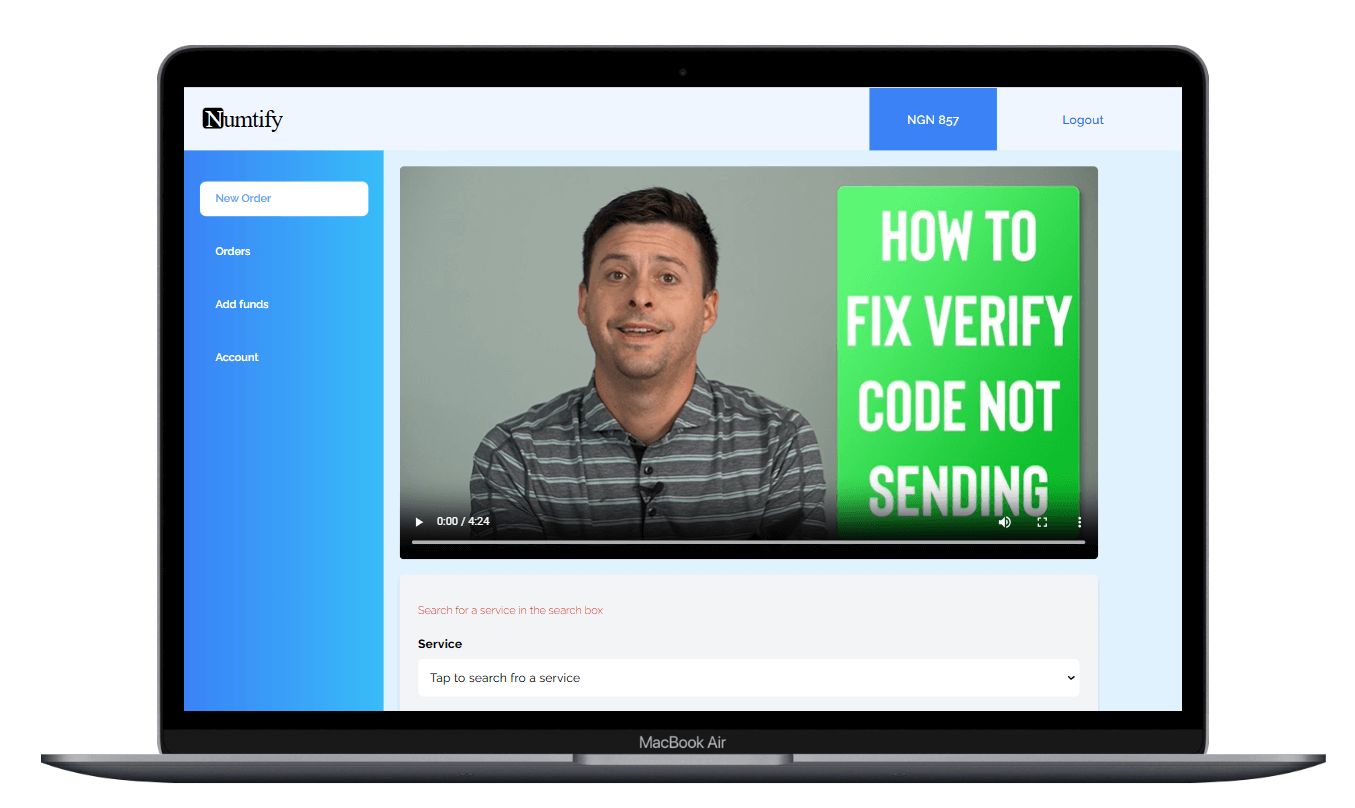 Numtify
NGN 857
Logout
New Order
Orders
Add funds
Account
HOW TO
FIX VERIFY
CODE NOT
SENDING
0:00 / 4:24
Search for a service in the search box
Service
Tap to search fro a service
MacBook Air